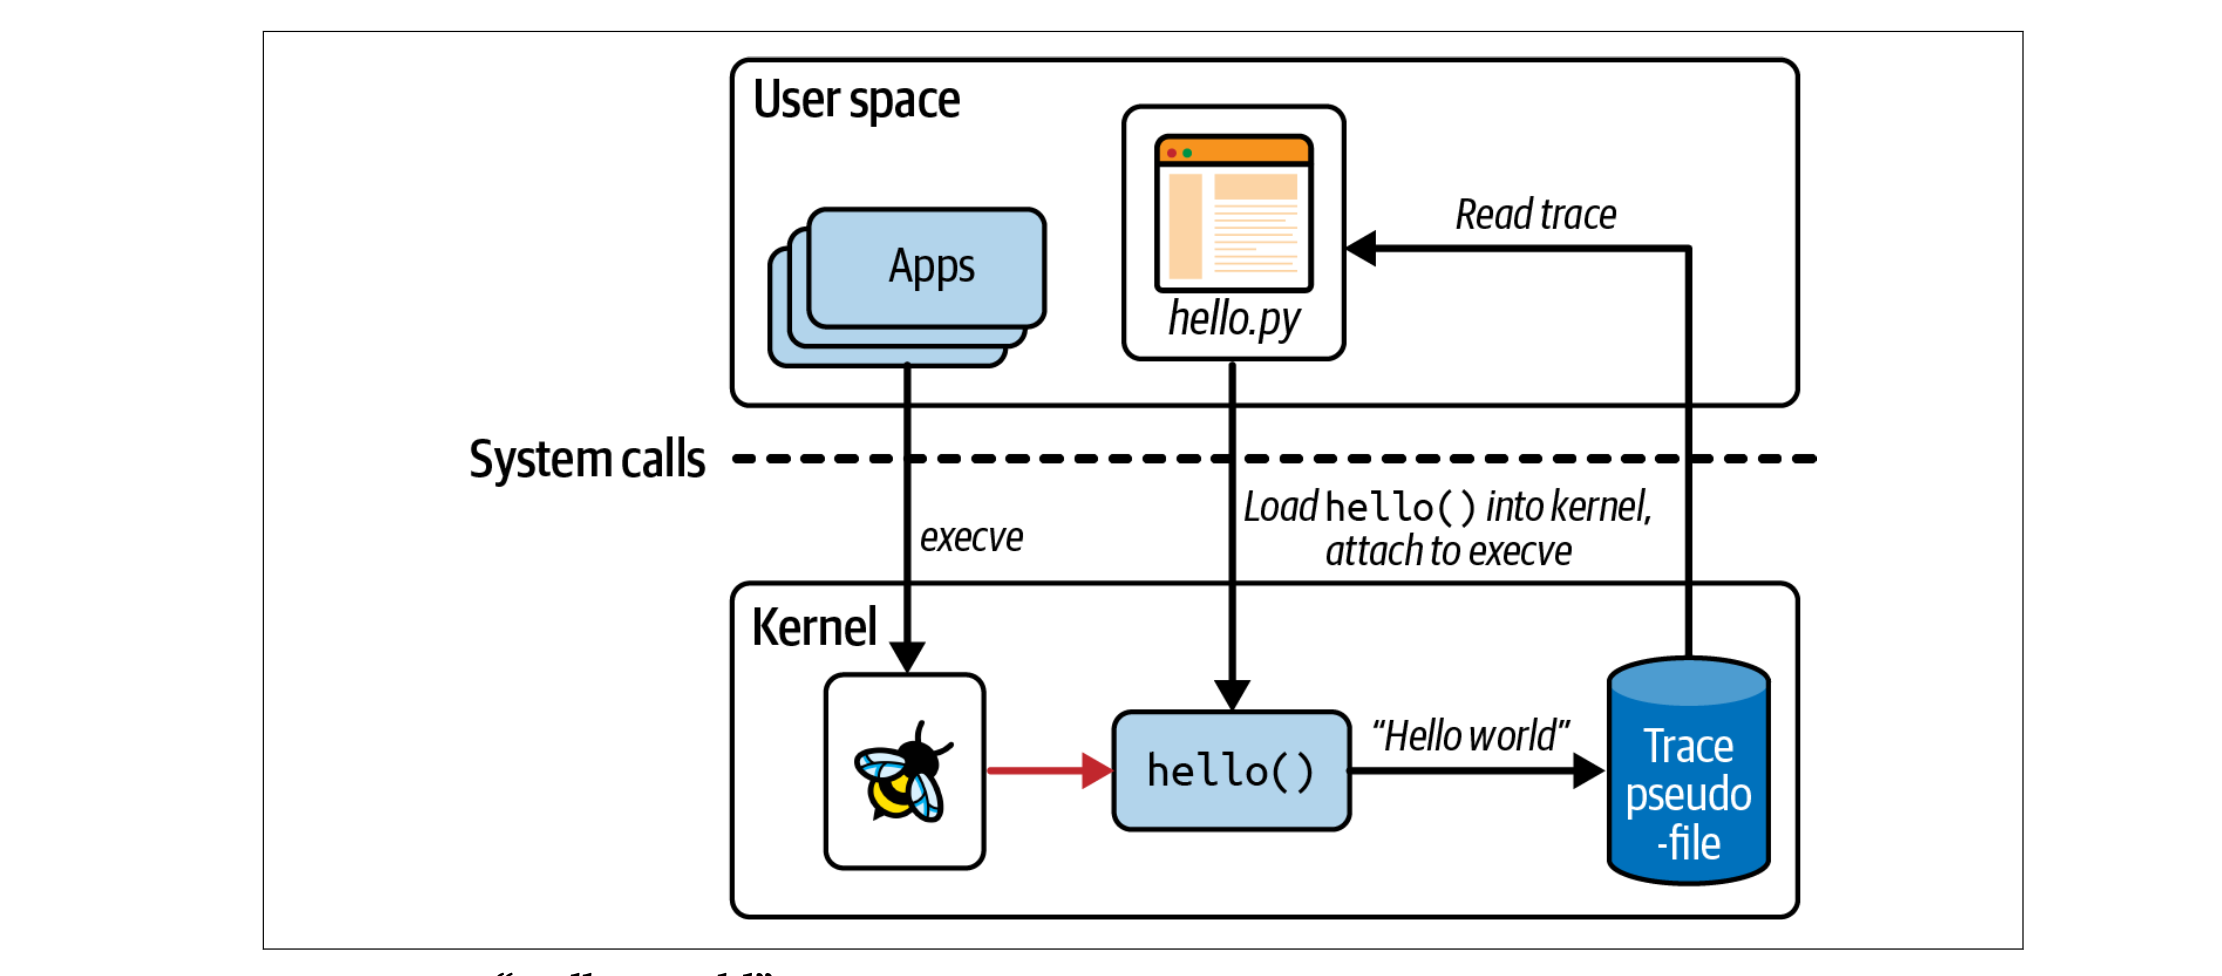 User space
Apps
hello.py
Read trace
System calls
execve
Load hello() into kernel,
attach to execve
Kernel
hello()
“Hello world”
Trace
pseudo
-file